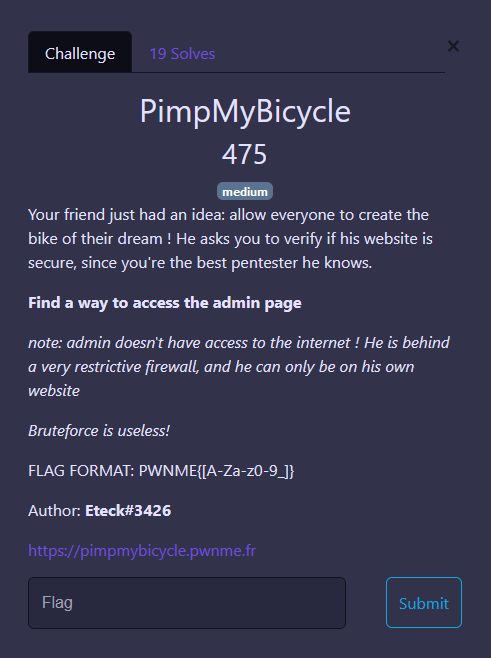 Challenge
19 Solves
×
PimpMyBicycle
475
medium
Your friend just had an idea: allow everyone to create the
bike of their dream ! He asks you to verify if his website is
secure, since you're the best pentester he knows.
Find a way to access the admin page
note: admin doesn't have access to the internet ! He is behind
a very restrictive firewall, and he can only be on his own
website
Bruteforce is useless!
FLAG FORMAT: PWNME{[A-Za-z0-9_]}
Author: Eteck#3426
https://pimpmybicycle.pwnme.fr
Flag
Submit